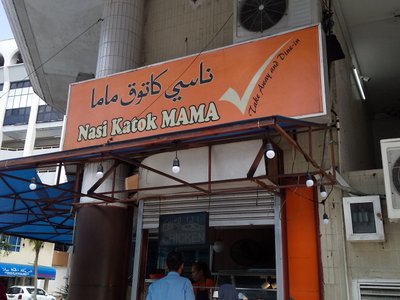 ناسي كاتوق ماما
Nasi Katok MAMA
Take Away and Dine-in